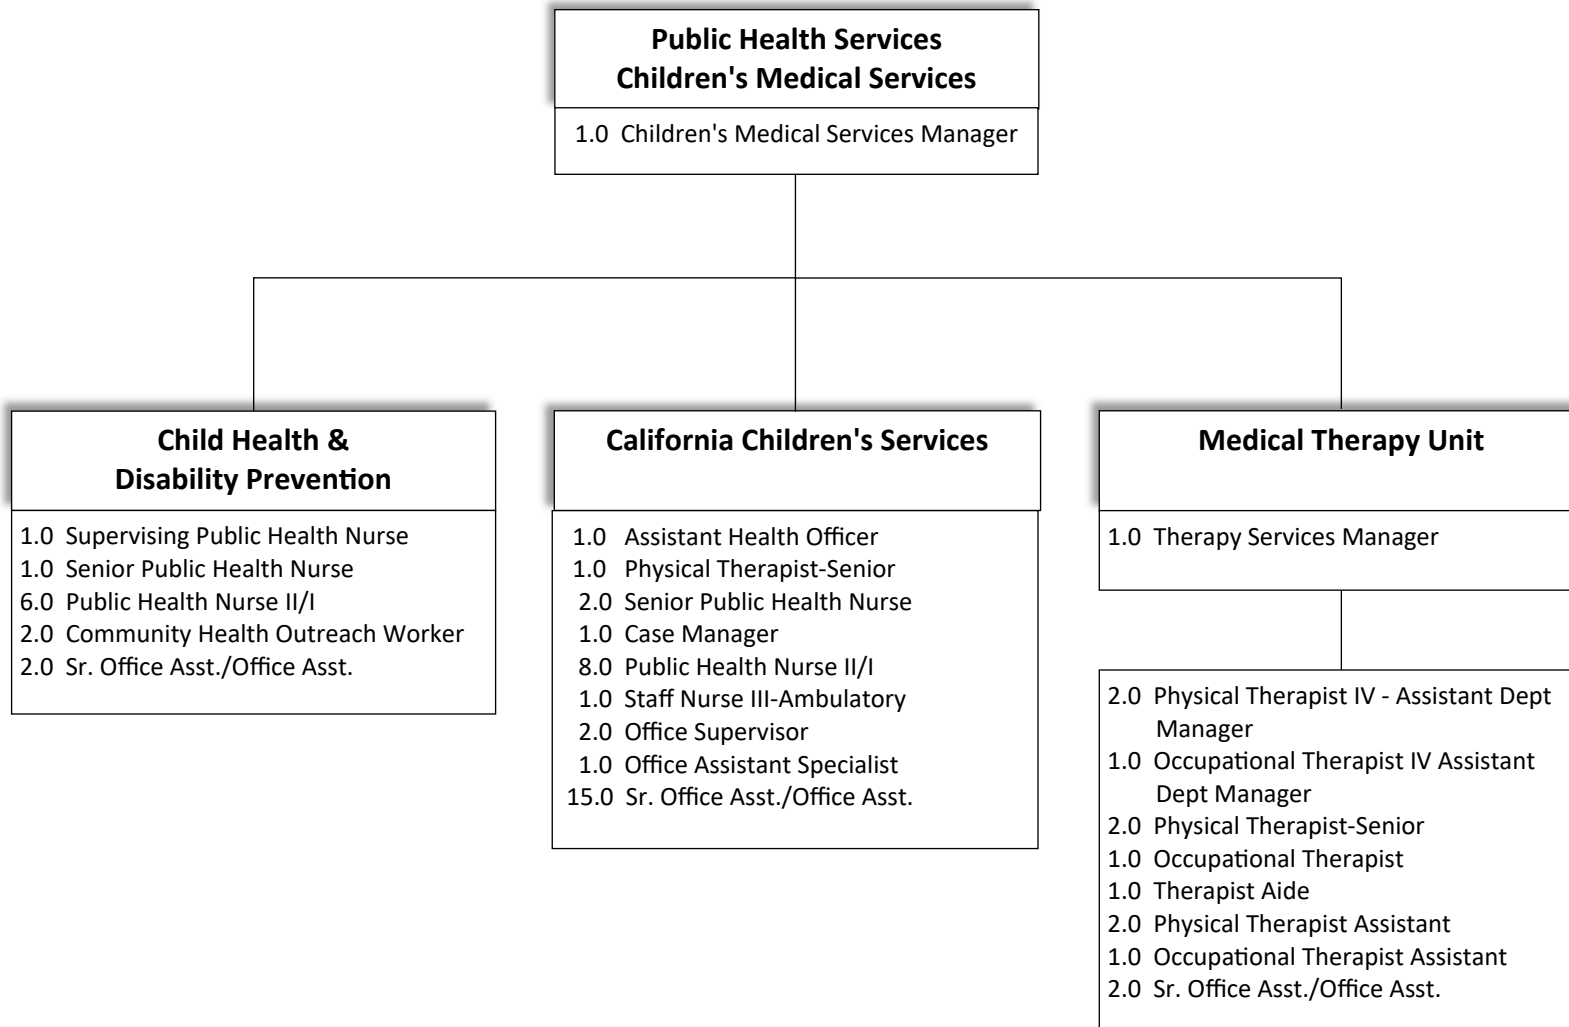 Public Health Services
Children's Medical Services
1.0 Children's Medical Services Manager
Child Health &
Disability Prevention
1.0 Supervising Public Health Nurse
1.0 Senior Public Health Nurse
6.0 Public Health Nurse II/I
2.0 Community Health Outreach Worker
2.0 Sr. Office Asst./Office Asst.
California Children's Services
1.0 Assistant Health Officer
1.0 Physical Therapist-Senior
2.0 Senior Public Health Nurse
1.0 Case Manager
8.0 Public Health Nurse II/I
1.0 Staff Nurse III-Ambulatory
2.0 Office Supervisor
1.0 Office Assistant Specialist
15.0 Sr. Office Asst./Office Asst.
Medical Therapy Unit
1.0 Therapy Services Manager
2.0 Physical Therapist IV - Assistant Dept
Manager
1.0 Occupational Therapist IV Assistant
Dept Manager
2.0 Physical Therapist-Senior
1.0 Occupational Therapist
1.0 Therapist Aide
2.0 Physical Therapist Assistant
1.0 Occupational Therapist Assistant
2.0 Sr. Office Asst./Office Asst.